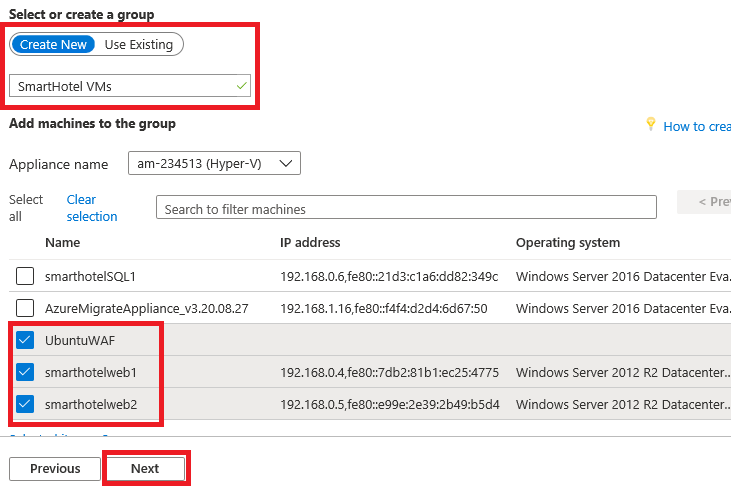 Select or create a group
Create New Use Existing
SmartHotel VMs
Add machines to the group
How to crea
Appliance name am-234513 (Hyper-V)
Select all Clear selection Search to filter machines < Pre
Name IP address Operating system
smarthotelSQL1 192.168.0.6,fe80::21d3:c1a6:dd82:349c Windows Server 2016 Datacenter Eva.
AzureMigrateAppliance_v3.20.08.27 192.168.1.16,fe80::f4f4:d2d4:6d67:50 Windows Server 2016 Datacenter Eva.
UbuntuWAF
smarthotelweb1 192.168.0.4,fe80::7db2:81b1:ec25:4775 Windows Server 2012 R2 Datacenter...
smarthotelweb2 192.168.0.5,fe80::e99e:2e39:2b49:b5d4 Windows Server 2012 R2 Datacenter...
Previous Next